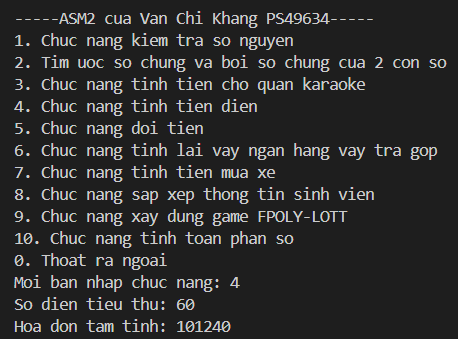 -----ASM2 cua Van Chi Khang PS49634-----
1. Chuc nang kiem tra so nguyen
2. Tim uoc so chung va boi so chung cua 2 con so
3. Chuc nang tinh tien cho quan karaoke
4. Chuc nang tinh tien dien
5. Chuc nang doi tien
6. Chuc nang tinh lai vay ngan hang vay tra gop
7. Chuc nang tinh tien mua xe
8. Chuc nang sap xep thong tin sinh vien
9. Chuc nang xay dung game FPOLY-LOTT
10. Chuc nang tinh toan phan so
0. Thoat ra ngoai
Moi ban nhap chuc nang: 4
So dien tieu thu: 60
Hoa don tam tinh: 101240